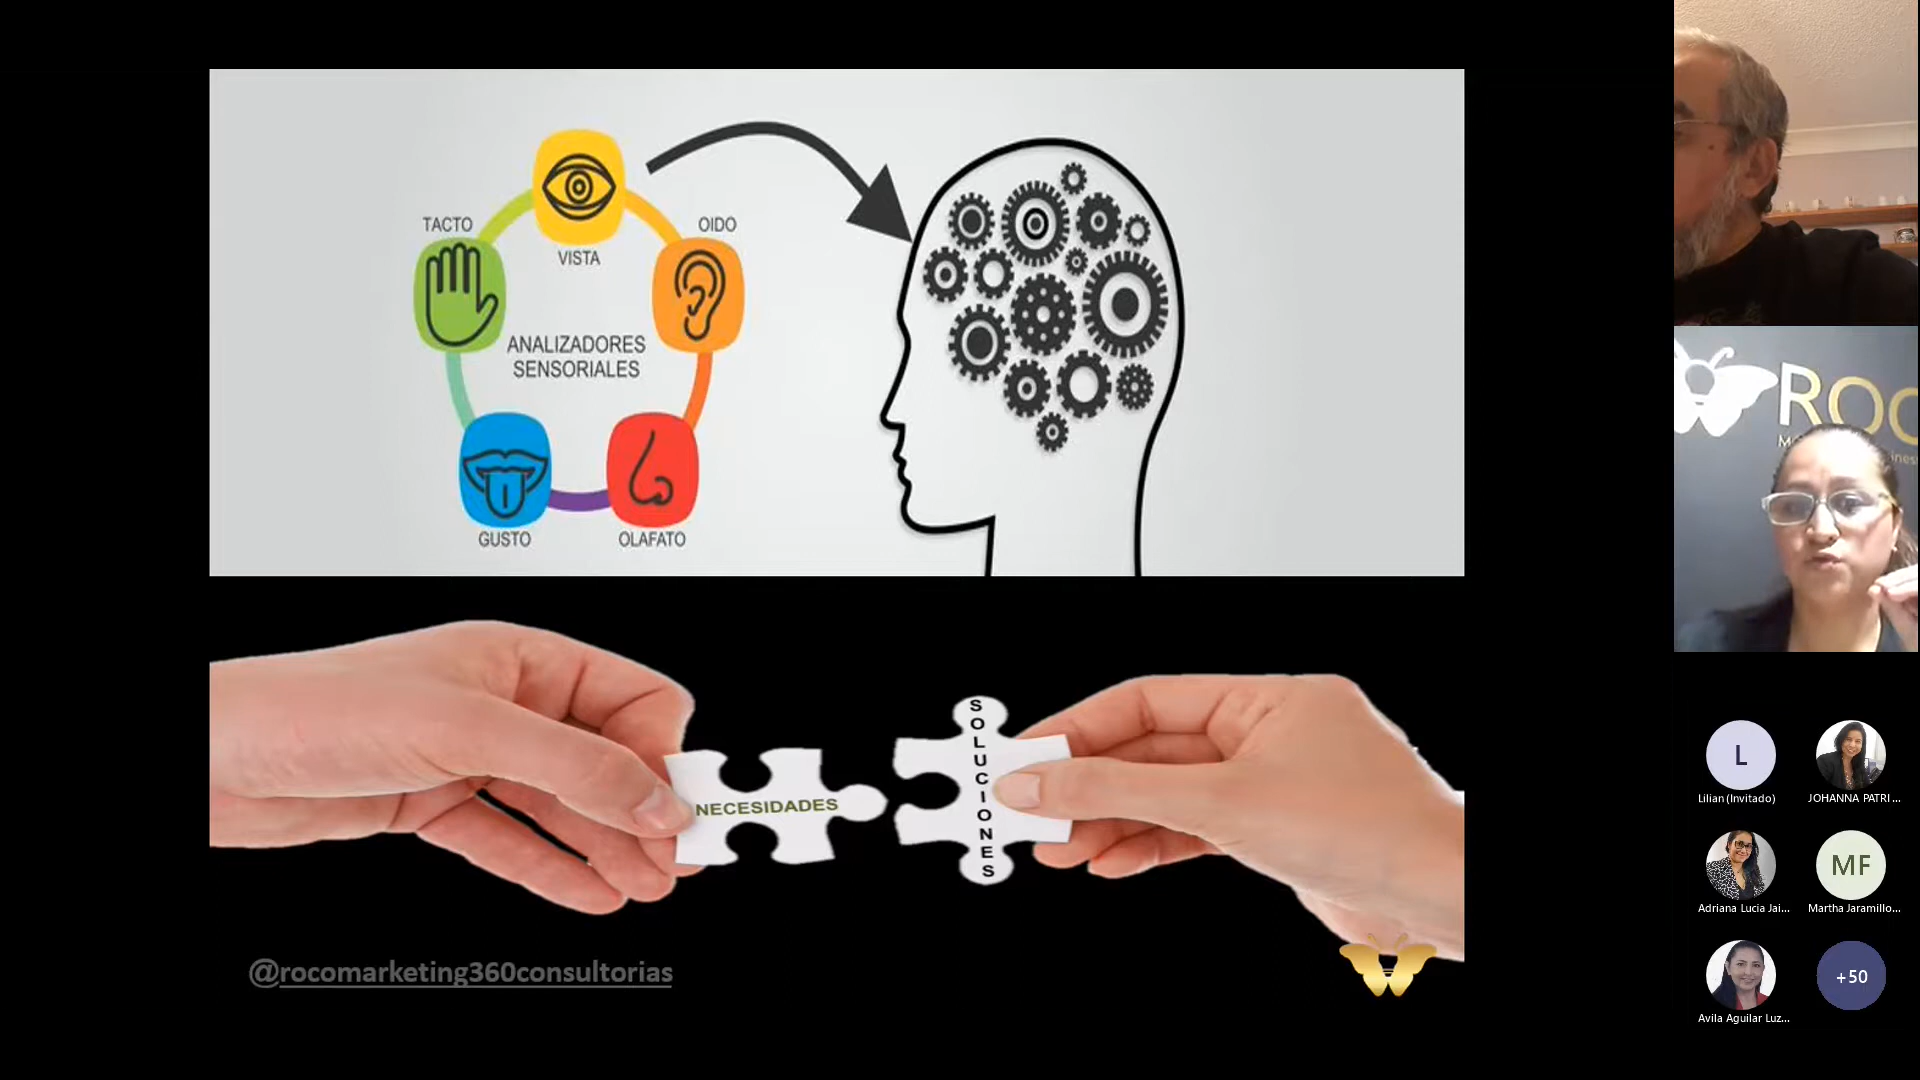 TACTO
OIDO
VISTA
ANALIZADORES
SENSORIALES
GUSTO
OLAFATO
NECESIDADES
SOLUCIONES
@rocomarketing360consultorias
ROC
L
Lilian (Invitado)
JOHANNA PATRI...
Adriana Lucia Jai...
MF
Martha Jaramillo...
Avila Aguilar Luz...
+50